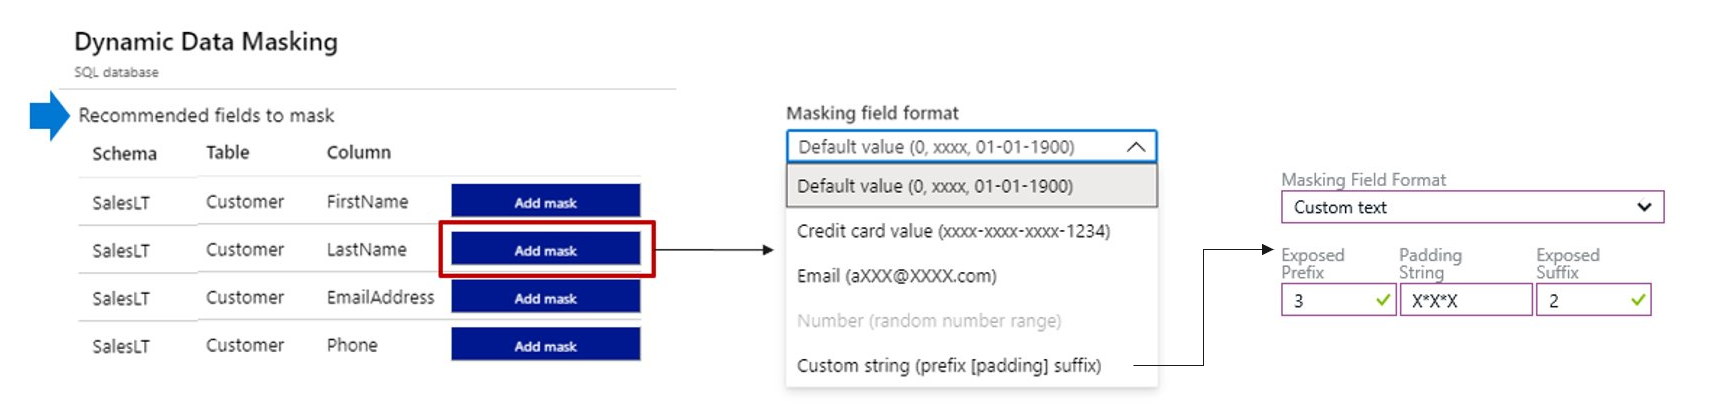 Dynamic Data Masking
SQL database
Recommended fields to mask
Schema Table Column
SalesLT Customer FirstName Add mask
SalesLT Customer LastName Add mask
SalesLT Customer EmailAddress Add mask
SalesLT Customer Phone Add mask
Masking field format
Default value (0, xxxx, 01-01-1900)
Default value (0, xxxx, 01-01-1900)
Credit card value (xxxx-xxxx-xxxx-1234)
Email (aXXX@XXXX.com)
Number (random number range)
Custom string (prefix [padding] suffix)
Masking Field Format
Custom text
Exposed Padding Exposed
Prefix String Suffix
3 X*X*X 2